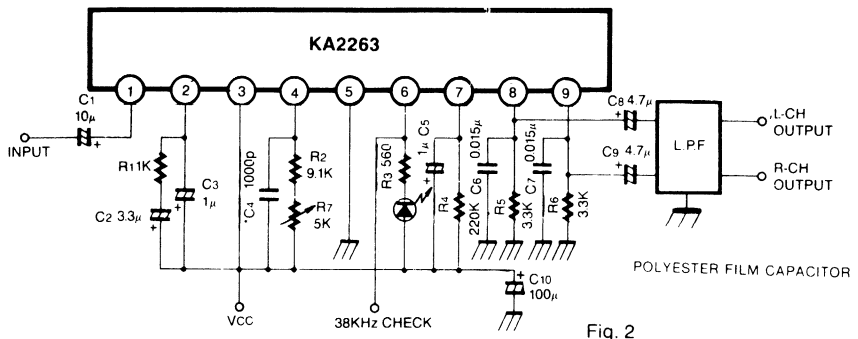 KA2263
1 2 3 4 5 6 7 8 9
C1
10μ
+
INPUT
R1 1K
C2 3.3μ
+
C3
1μ
+
*C4 1000p
R2
9.1K
R7
5K
R3 560
1μ C5
+
R4
220K
C6 0.015μ
R5
3.3K
C7 0.015μ
R6
3.3K
C8 4.7μ
+
C9 4.7μ
+
L.P.F
L-CH
OUTPUT
R-CH
OUTPUT
VCC
38KHz CHECK
+
C10
100μ
POLYESTER FILM CAPACITOR
Fig. 2